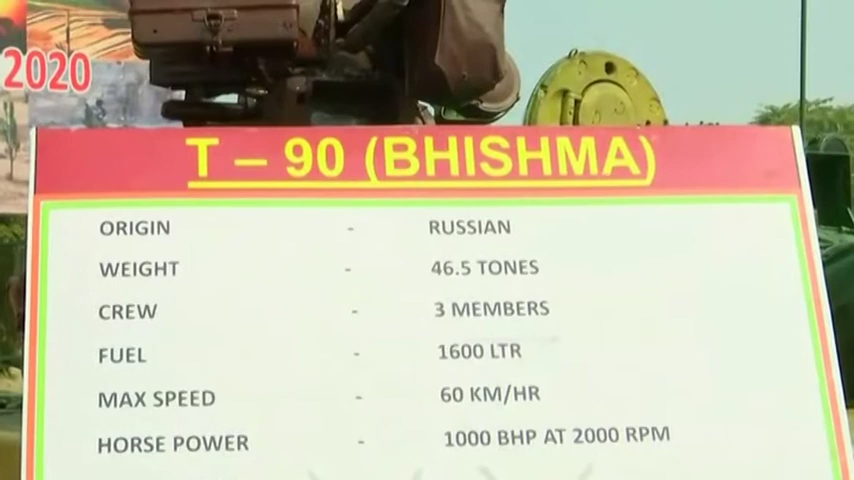 2020
T – 90 (BHISHMA)
ORIGIN - RUSSIAN
WEIGHT - 46.5 TONES
CREW - 3 MEMBERS
FUEL - 1600 LTR
MAX SPEED - 60 KM/HR
HORSE POWER - 1000 BHP AT 2000 RPM